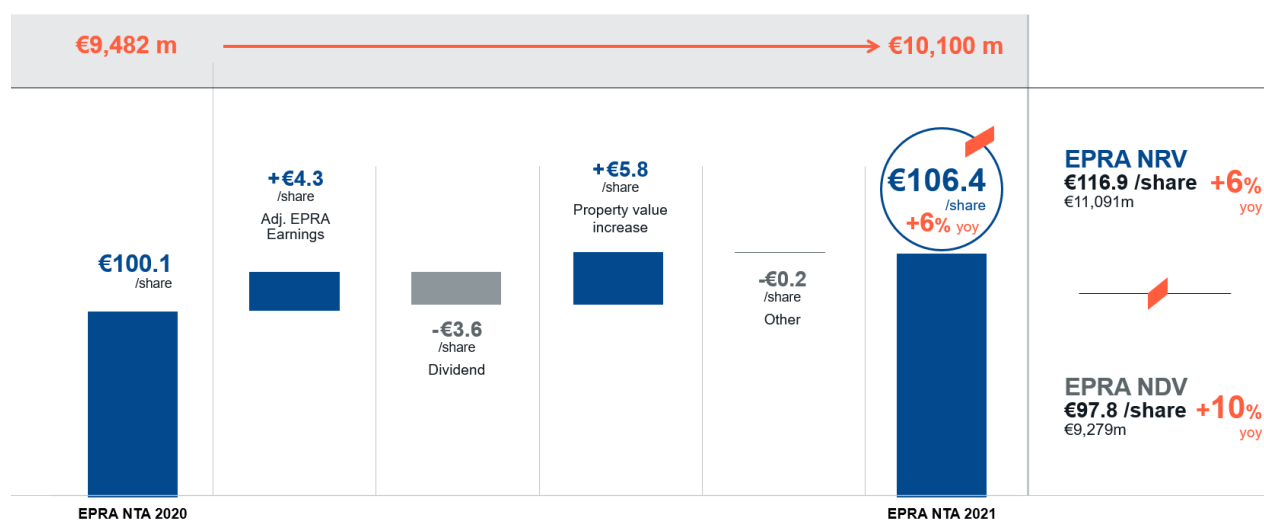 €9,482 m
€10,100 m
€100.1
/share
+€4.3
/share
Adj. EPRA
Earnings
-€3.6
/share
Dividend
+€5.8
/share
Property value
increase
-€0.2
/share
Other
€106.4
/share
+6% yoy
EPRA NRV
€116.9 /share +6%
€11,091m yoy
EPRA NDV
€97.8 /share +10%
€9,279m yoy
EPRA NTA 2020
EPRA NTA 2021